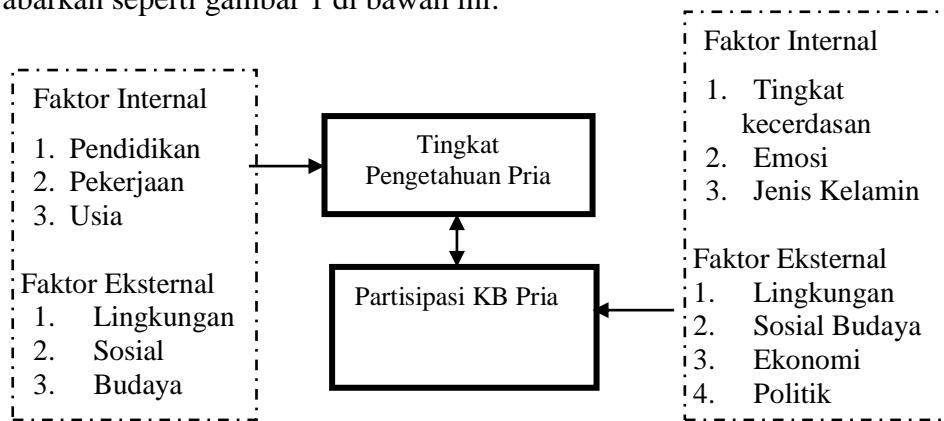 abarkan seperti gambar 1 di bawah ini:
Faktor Internal
1. Pendidikan
2. Pekerjaan
3. Usia
Faktor Eksternal
1. Lingkungan
2. Sosial
3. Budaya
Tingkat
Pengetahuan Pria
Partisipasi KB Pria
Faktor Internal
1. Tingkat
kecerdasan
2. Emosi
3. Jenis Kelamin
Faktor Eksternal
1. Lingkungan
2. Sosial Budaya
3. Ekonomi
4. Politik